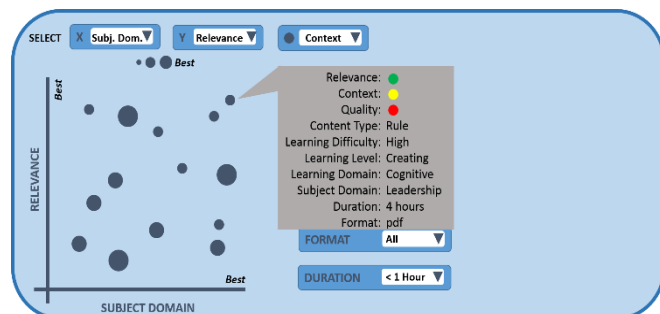 SELECT X Subj. Dom. Y Relevance Context
Best
Best
RELEVANCE
Relevance:
Context:
Quality:
Content Type: Rule
Learning Difficulty: High
Learning Level: Creating
Learning Domain: Cognitive
Subject Domain: Leadership
Duration: 4 hours
Format: pdf
FORMAT All
Best
DURATION < 1 Hour
SUBJECT DOMAIN